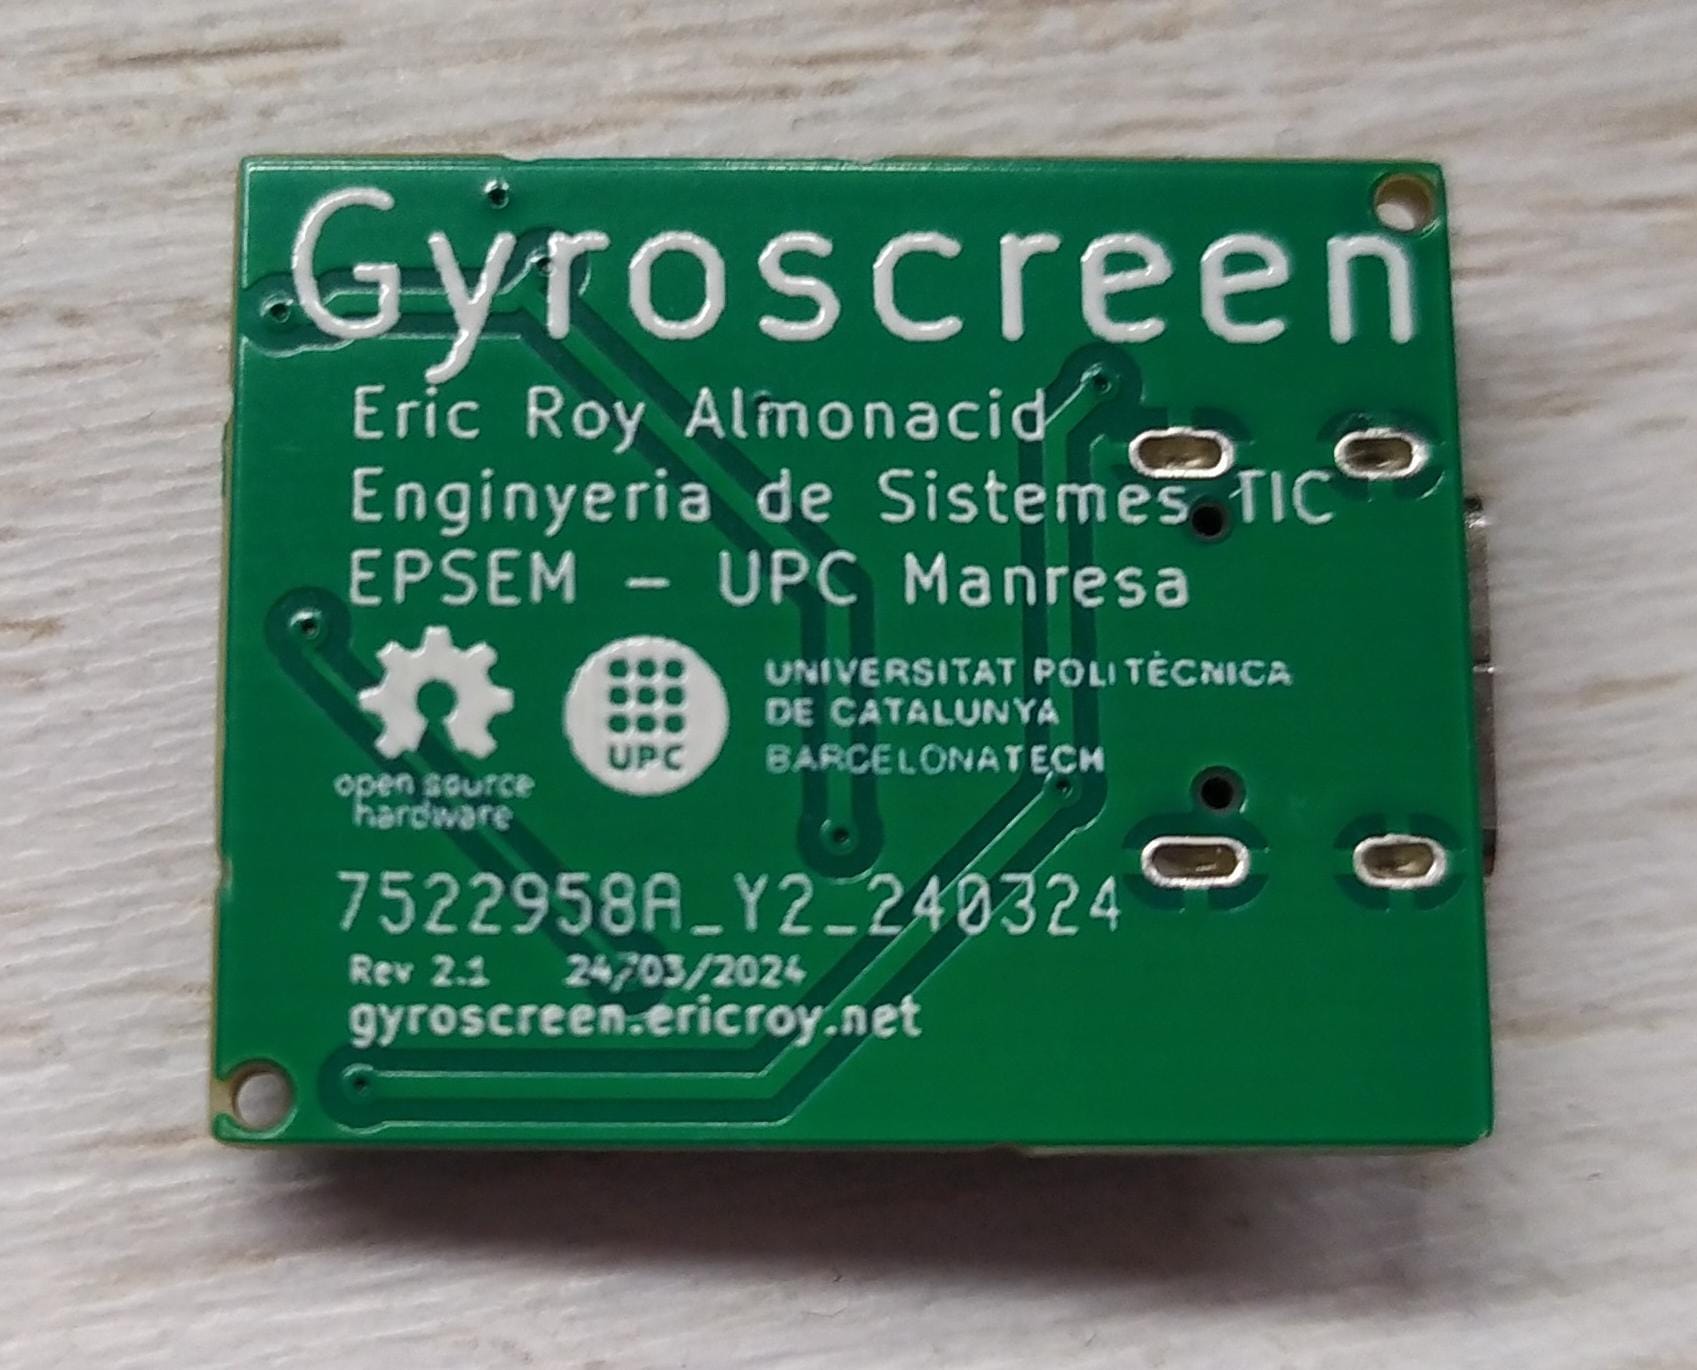 Gyroscreen
Eric Roy Almonacid
Enginyeria de Sistemes TIC
EPSEM - UPC Manresa
UPC
UNIVERSITAT POLITÈCNICA
DE CATALUNYA
BARCELONATECH
open source
hardware
7522958A_Y2_240324
Rev 2.1 24/03/2024
gyroscreen.ericroy.net